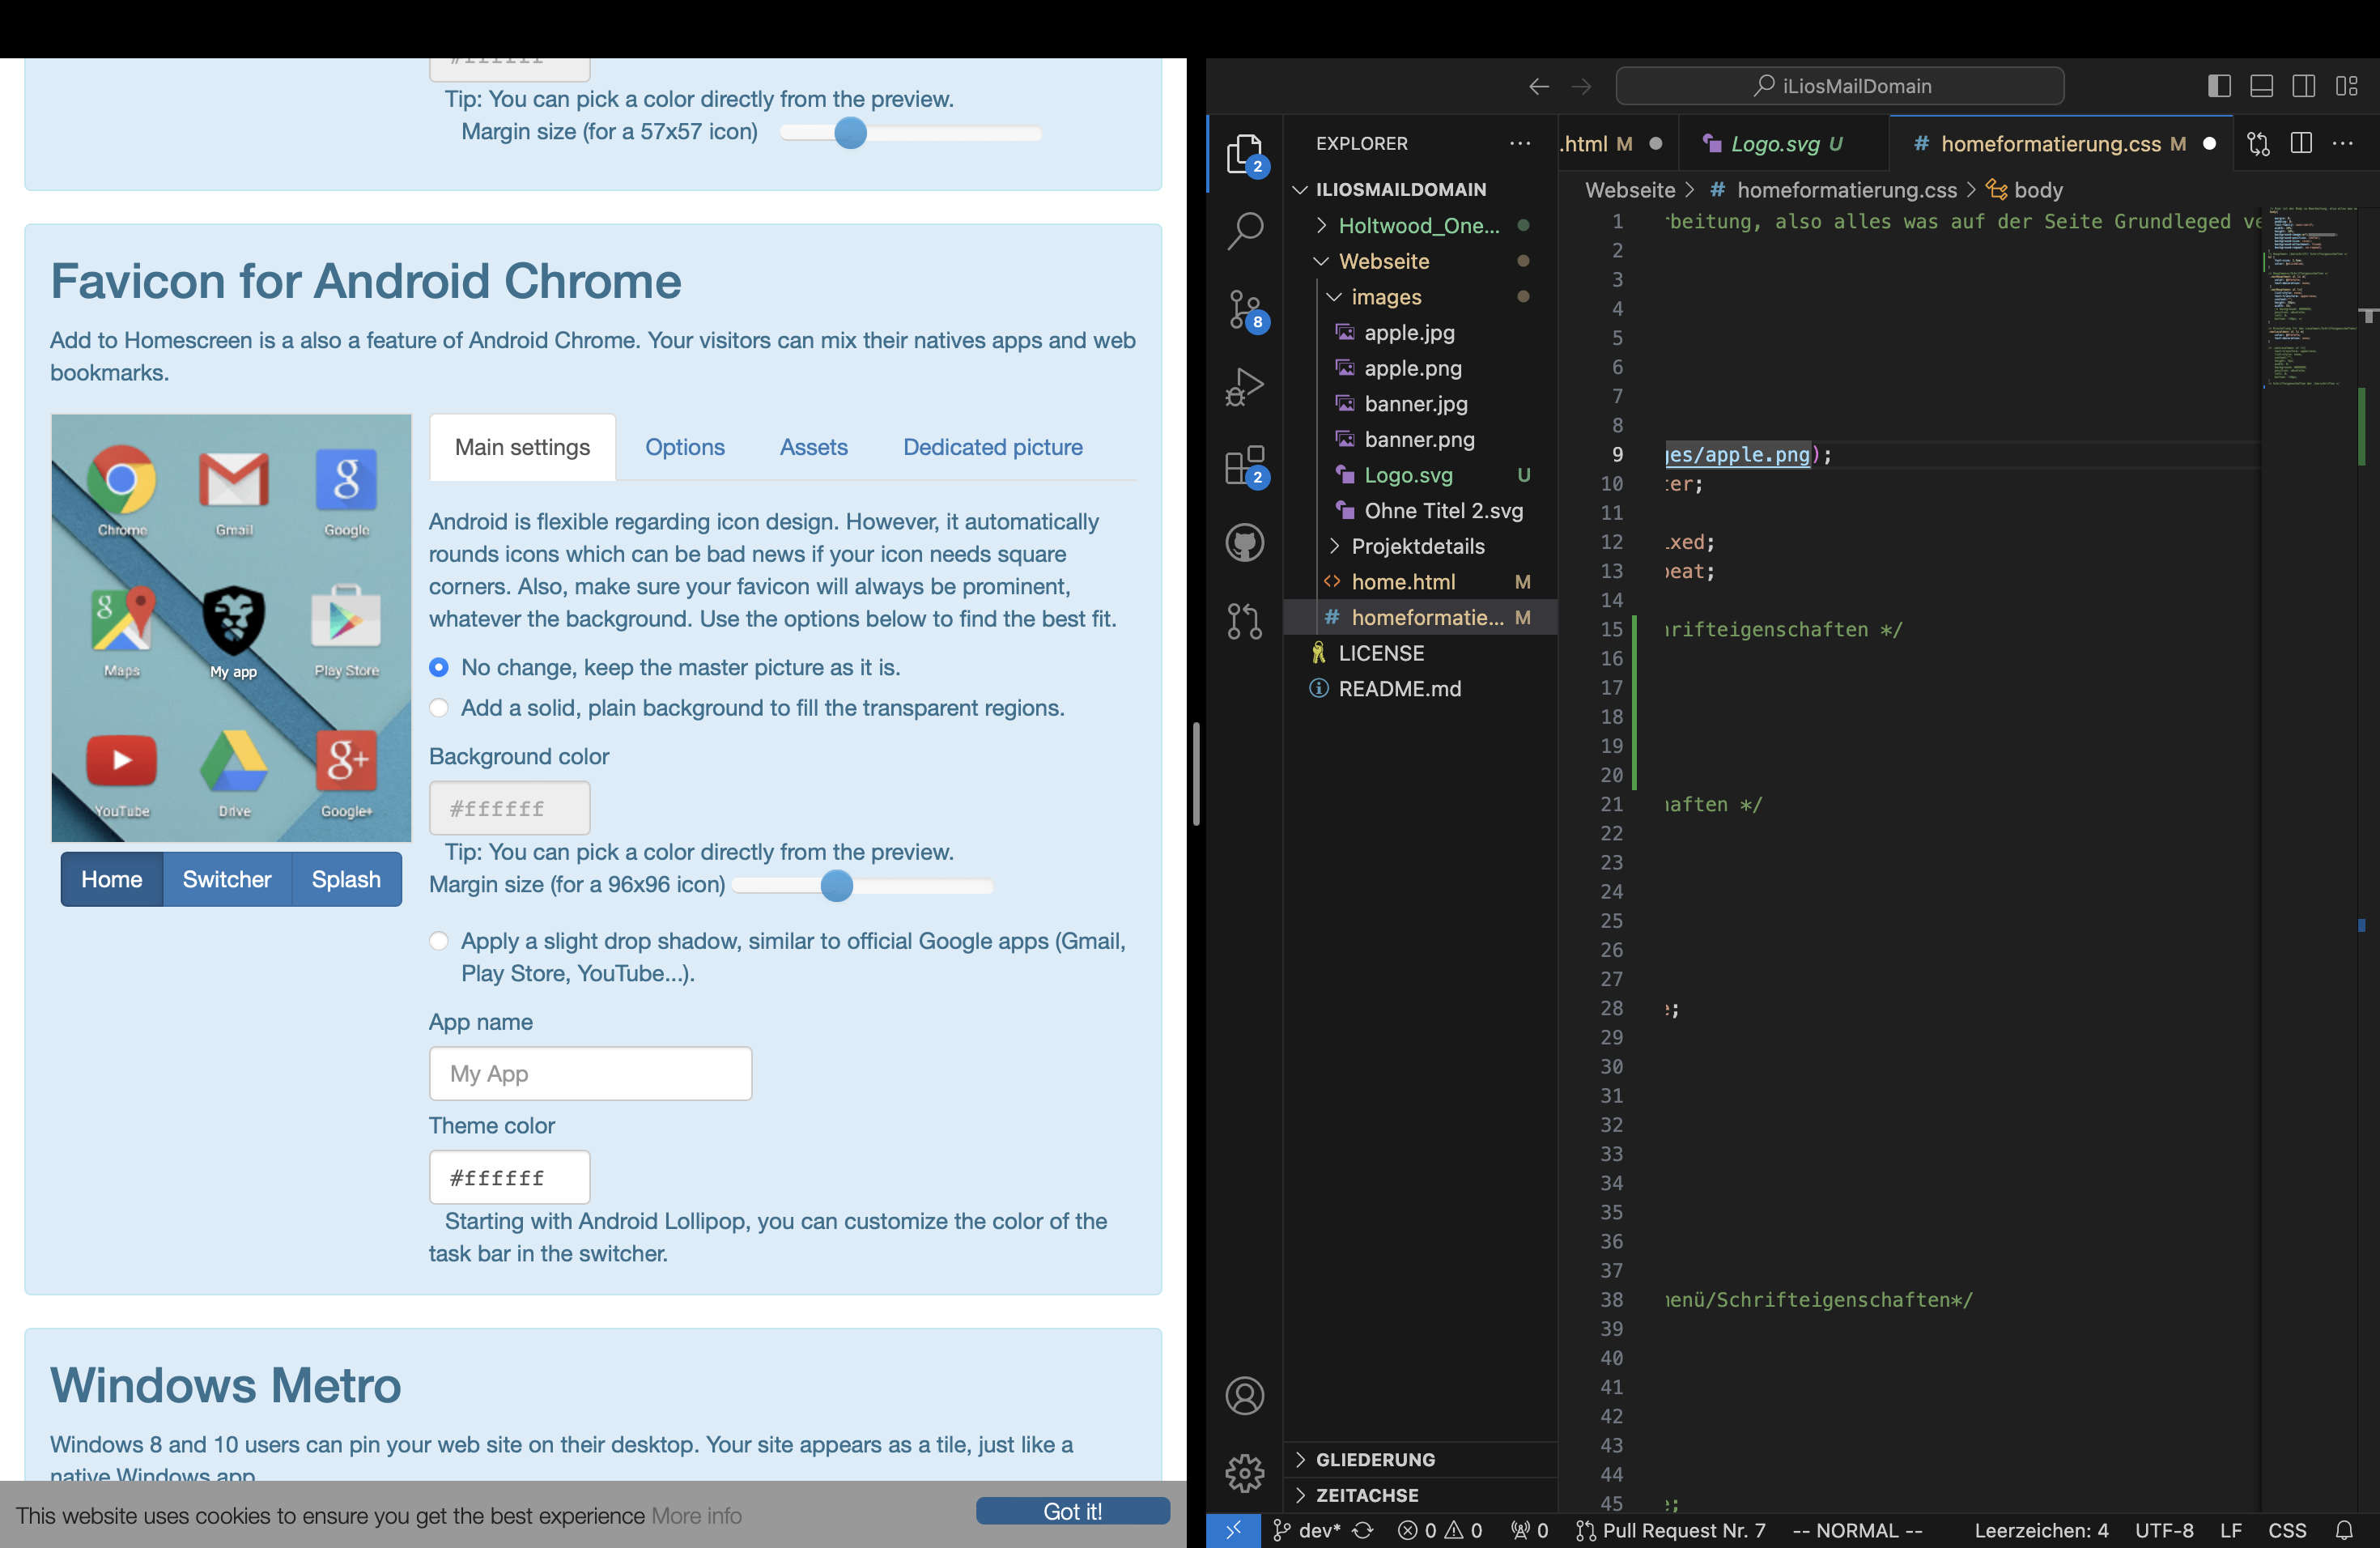 #ffffff
Tip: You can pick a color directly from the preview.
Margin size (for a 57x57 icon)
Favicon for Android Chrome
Add to Homescreen is a also a feature of Android Chrome. Your visitors can mix their natives apps and web
bookmarks.
Chrome
Gmail
Google
Maps
My app
Play Store
YouTube
Drive
Google+
Home
Switcher
Splash
Main settings
Options
Assets
Dedicated picture
Android is flexible regarding icon design. However, it automatically
rounds icons which can be bad news if your icon needs square
corners. Also, make sure your favicon will always be prominent,
whatever the background. Use the options below to find the best fit.
No change, keep the master picture as it is.
Add a solid, plain background to fill the transparent regions.
Background color
#ffffff
Tip: You can pick a color directly from the preview.
Margin size (for a 96x96 icon)
Apply a slight drop shadow, similar to official Google apps (Gmail,
Play Store, YouTube...).
App name
My App
Theme color
#ffffff
Starting with Android Lollipop, you can customize the color of the
task bar in the switcher.
Windows Metro
Windows 8 and 10 users can pin your web site on their desktop. Your site appears as a tile, just like a
native Windows app
This website uses cookies to ensure you get the best experience More info
Got it!
iLiosMailDomain
EXPLORER
ILIOSMAILDOMAIN
Holtwood_One...
Webseite
images
apple.jpg
apple.png
banner.jpg
banner.png
Logo.svg U
Ohne Titel 2.svg
Projektdetails
home.html M
homeformatie... M
LICENSE
README.md
GLIEDERUNG
ZEITACHSE
2
8
2
.html M
Logo.svg U
# homeformatierung.css M
Webseite > # homeformatierung.css > body
1 beitung, also alles was auf der Seite Grundleged ve
2
3
4
5
6
7
8
9 ges/apple.png);
10 ter;
11
12 ixed;
13 peat;
14
15 hrifteigenschaften */
16
17
18
19
20
21 haften */
22
23
24
25
26
27
28 e;
29
30
31
32
33
34
35
36
37
38 menü/Schrifteigenschaften*/
39
40
41
42
43
44
45 e;
dev* 0 0 0 Pull Request Nr. 7 -- NORMAL -- Leerzeichen: 4 UTF-8 LF CSS